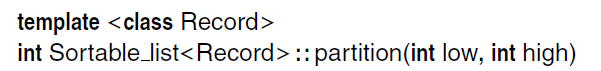 template <class Record>
int Sortable_list<Record> :: partition(int low, int high)